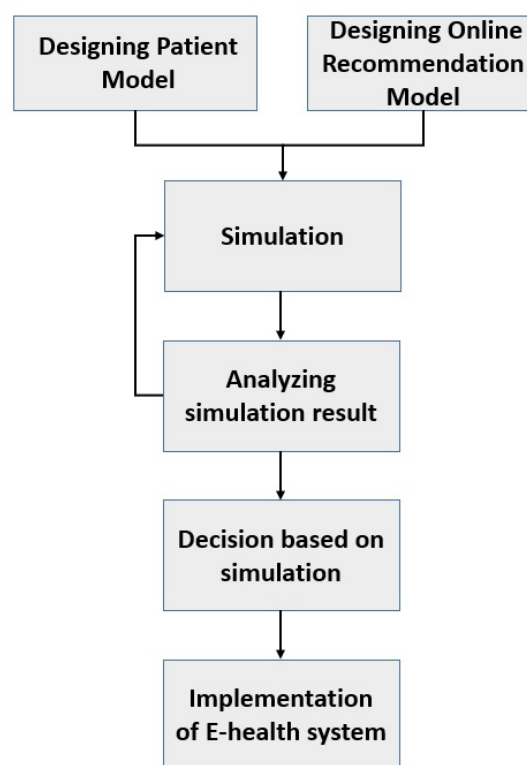 Designing Patient
Model
Designing Online
Recommendation
Model
Simulation
Analyzing
simulation result
Decision based on
simulation
Implementation
of E-health system